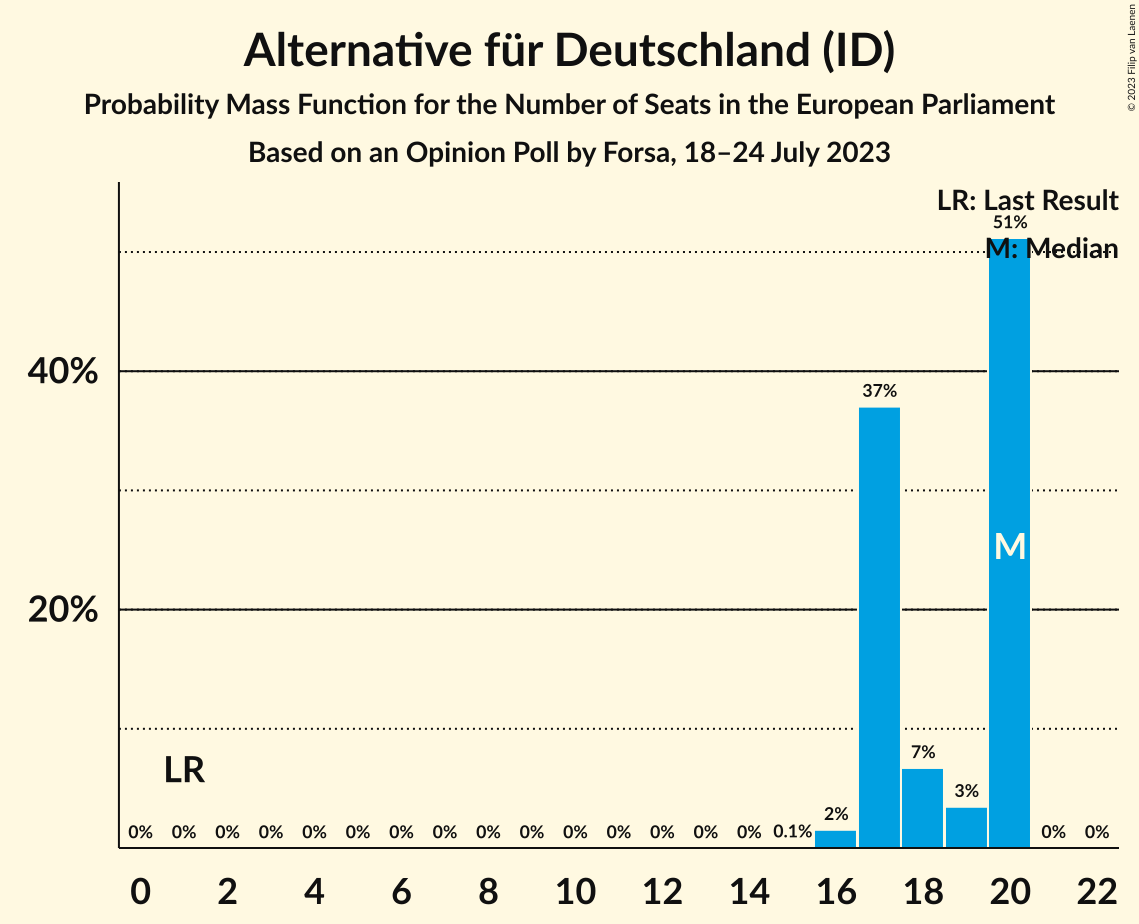 Alternative für Deutschland (ID)
Probability Mass Function for the Number of Seats in the European Parliament
Based on an Opinion Poll by Forsa, 18–24 July 2023
© 2023 Filip van Laenen
LR: Last Result
51%
M: Median
40%
37%
M
20%
7%
LR
3%
2%
0% 0% 0% 0% 0% 0% 0% 0% 0% 0% 0% 0% 0% 0% 0% 0.1% 0% 0%
0 2 4 6 8 10 12 14 16 18 20 22